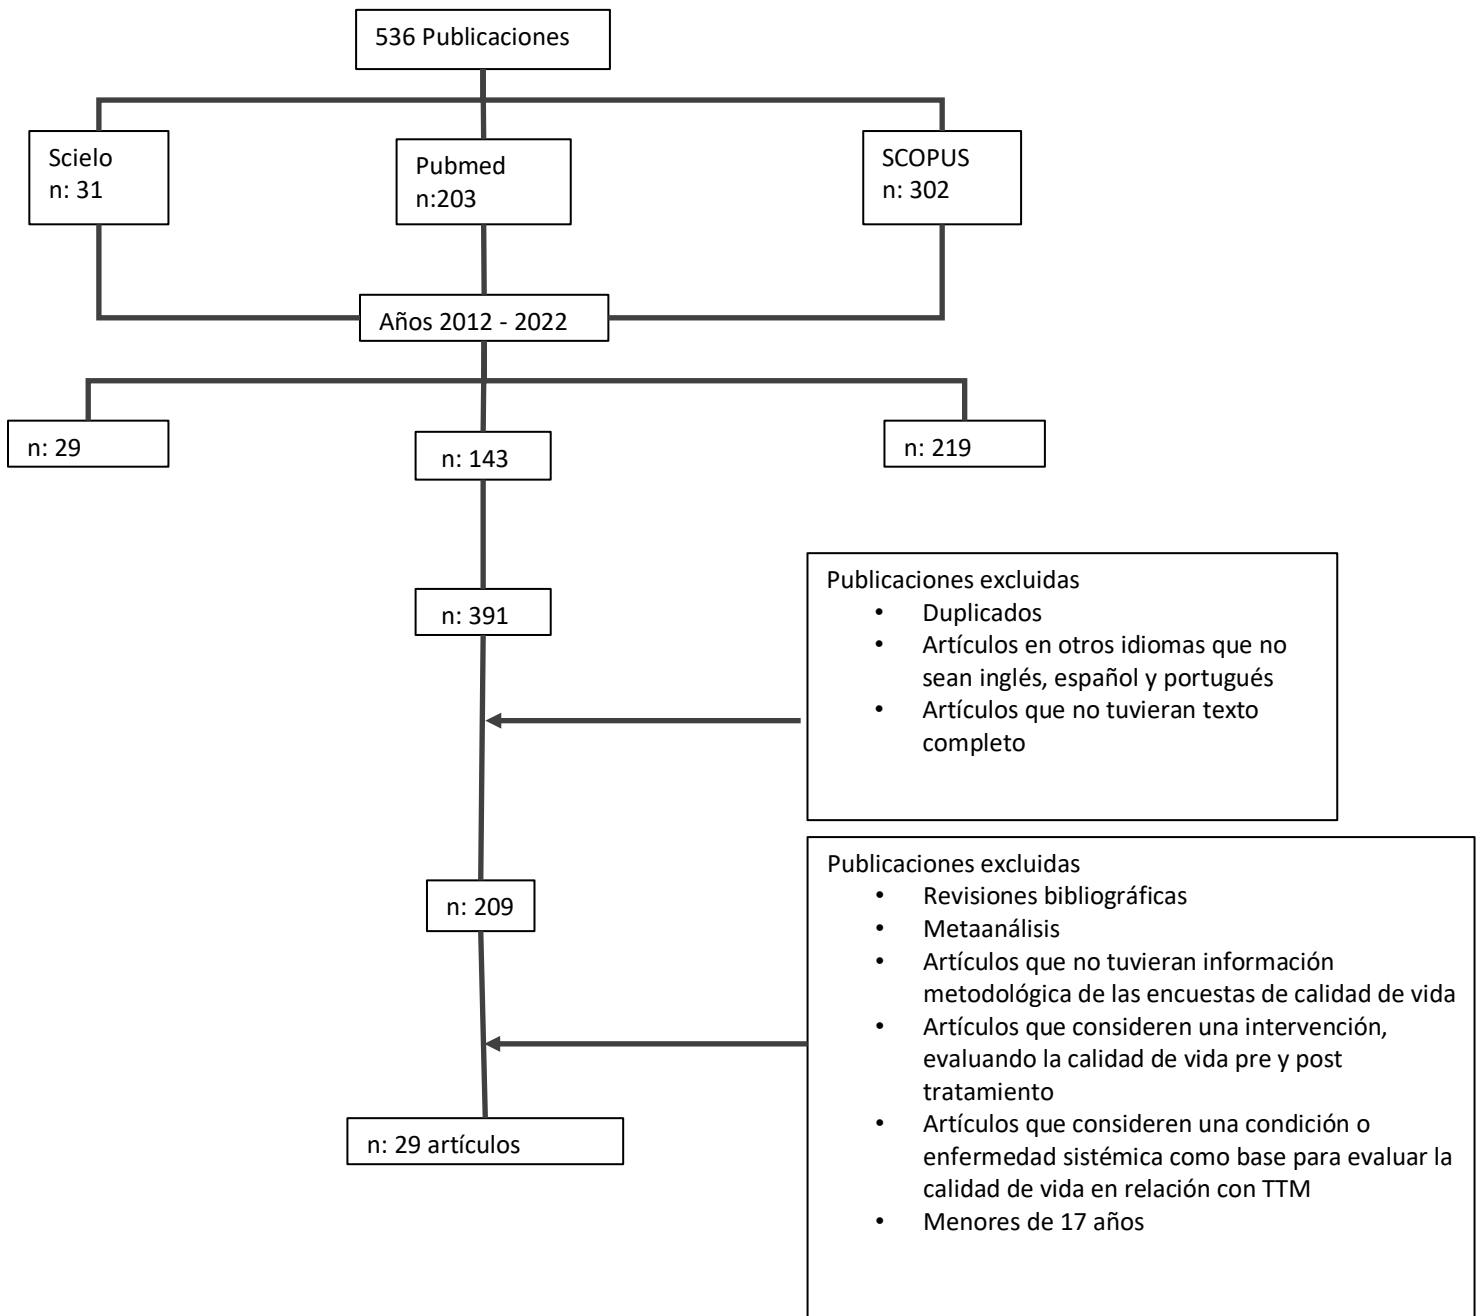 536 Publicaciones
Scielo
n: 31
Pubmed
n:203
SCOPUS
n: 302
Años 2012 - 2022
n: 29
n: 143
n: 219
n: 391
Publicaciones excluidas
• Duplicados
• Artículos en otros idiomas que no
sean inglés, español y portugués
• Artículos que no tuvieran texto
completo
n: 209
Publicaciones excluidas
• Revisiones bibliográficas
• Metaanálisis
• Artículos que no tuvieran información
metodológica de las encuestas de calidad de vida
• Artículos que consideren una intervención,
evaluando la calidad de vida pre y post
tratamiento
• Artículos que consideren una condición o
enfermedad sistémica como base para evaluar la
calidad de vida en relación con TTM
• Menores de 17 años
n: 29 artículos